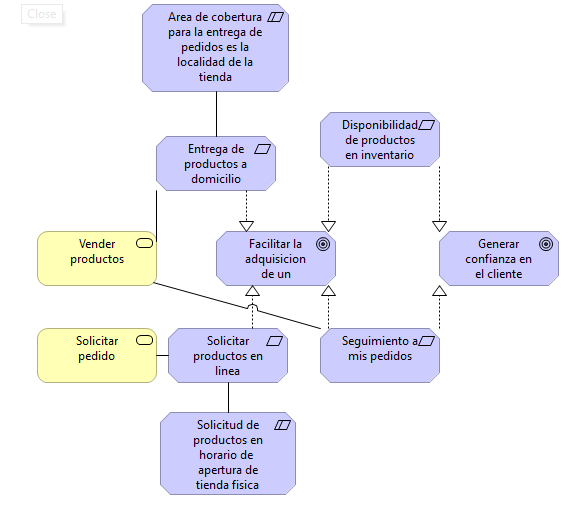 Close
Area de cobertura
para la entrega de
pedidos es la
localidad de la
tienda
Entrega de
productos a
domicilio
Disponibilidad
de productos
en inventario
Vender
productos
Facilitar la
adquisicion
de un
Generar
confianza en
el cliente
Solicitar
pedido
Solicitar
productos en
linea
Seguimiento a
mis pedidos
Solicitud de
productos en
horario de
apertura de
tienda fisica